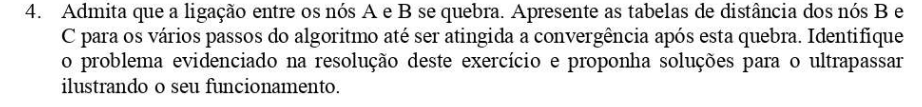 4. Admita que a ligação entre os nós A e B se quebra. Apresente as tabelas de distância dos nós B e
C para os vários passos do algoritmo até ser atingida a convergência após esta quebra. Identifique
o problema evidenciado na resolução deste exercício e proponha soluções para o ultrapassar
ilustrando o seu funcionamento.